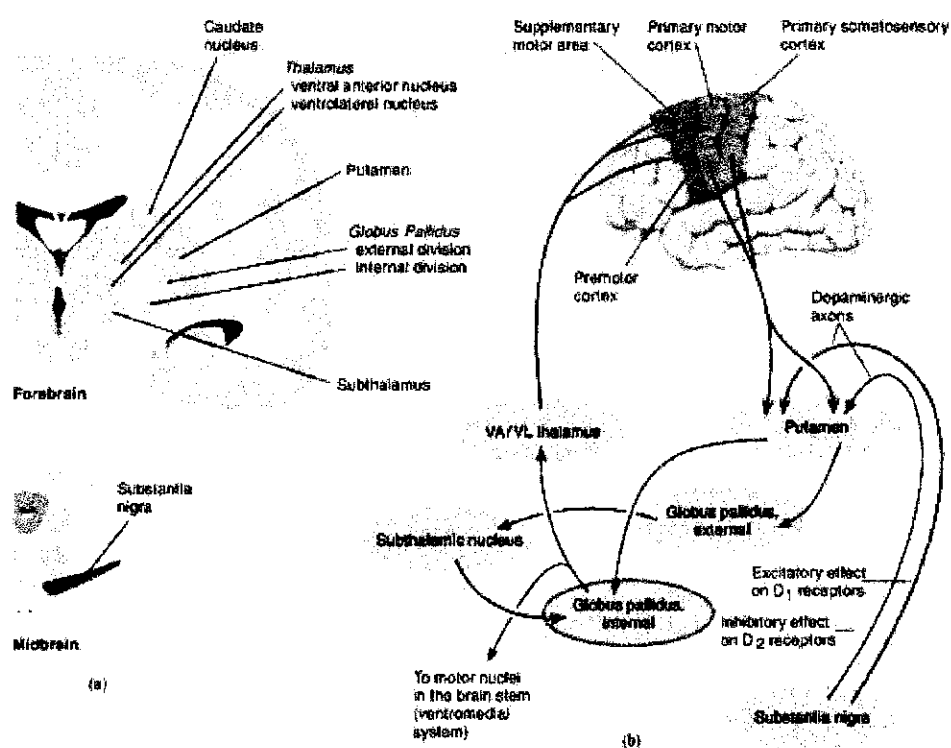 Caudate
nucleus
Thalamus
ventral anterior nucleus
ventrolateral nucleus
Putamen
Globus Pallidus
external division
internal division
Subthalamus
Forebrain
Substantia
nigra
Midbrain
(a)
Supplementary
motor area
Primary motor
cortex
Primary somatosensory
cortex
Premotor
cortex
Dopaminergic
axons
VA/VL thalamus
Putamen
Globus pallidus,
external
Subthalamic nucleus
Globus pallidus,
internal
Excitatory effect
on D1 receptors
Inhibitory effect
on D2 receptors
To motor nuclei
in the brain stem
(ventromedial
system)
Substantia nigra
(b)